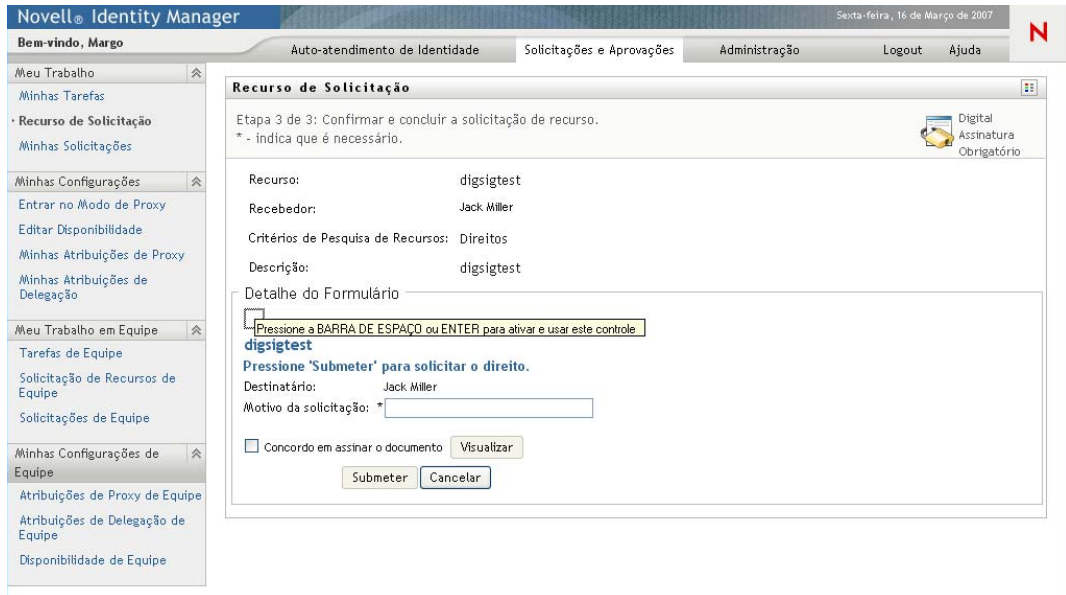 Novell® Identity Manager
Sexta-feira, 16 de Março de 2007
N
Bem-vindo, Margo
Auto-atendimento de Identidade
Solicitações e Aprovações
Administração
Logout
Ajuda
Meu Trabalho
Minhas Tarefas
Recurso de Solicitação
Minhas Solicitações
Minhas Configurações
Entrar no Modo de Proxy
Editar Disponibilidade
Minhas Atribuições de Proxy
Minhas Atribuições de
Delegação
Meu Trabalho em Equipe
Tarefas de Equipe
Solicitação de Recursos de
Equipe
Solicitações de Equipe
Minhas Configurações de
Equipe
Atribuições de Proxy de Equipe
Atribuições de Delegação de
Equipe
Disponibilidade de Equipe
Recurso de Solicitação
Etapa 3 de 3: Confirmar e concluir a solicitação de recurso.
* - indica que é necessário.
Digital
Assinatura
Obrigatório
Recurso: digsigtest
Recebedor: Jack Miller
Critérios de Pesquisa de Recursos: Direitos
Descrição: digsigtest
Detalhe do Formulário
Pressione a BARRA DE ESPAÇO ou ENTER para ativar e usar este controle
digsigtest
Pressione 'Submeter' para solicitar o direito.
Destinatário: Jack Miller
Motivo da solicitação: *
Concordo em assinar o documento Visualizar
Submeter Cancelar